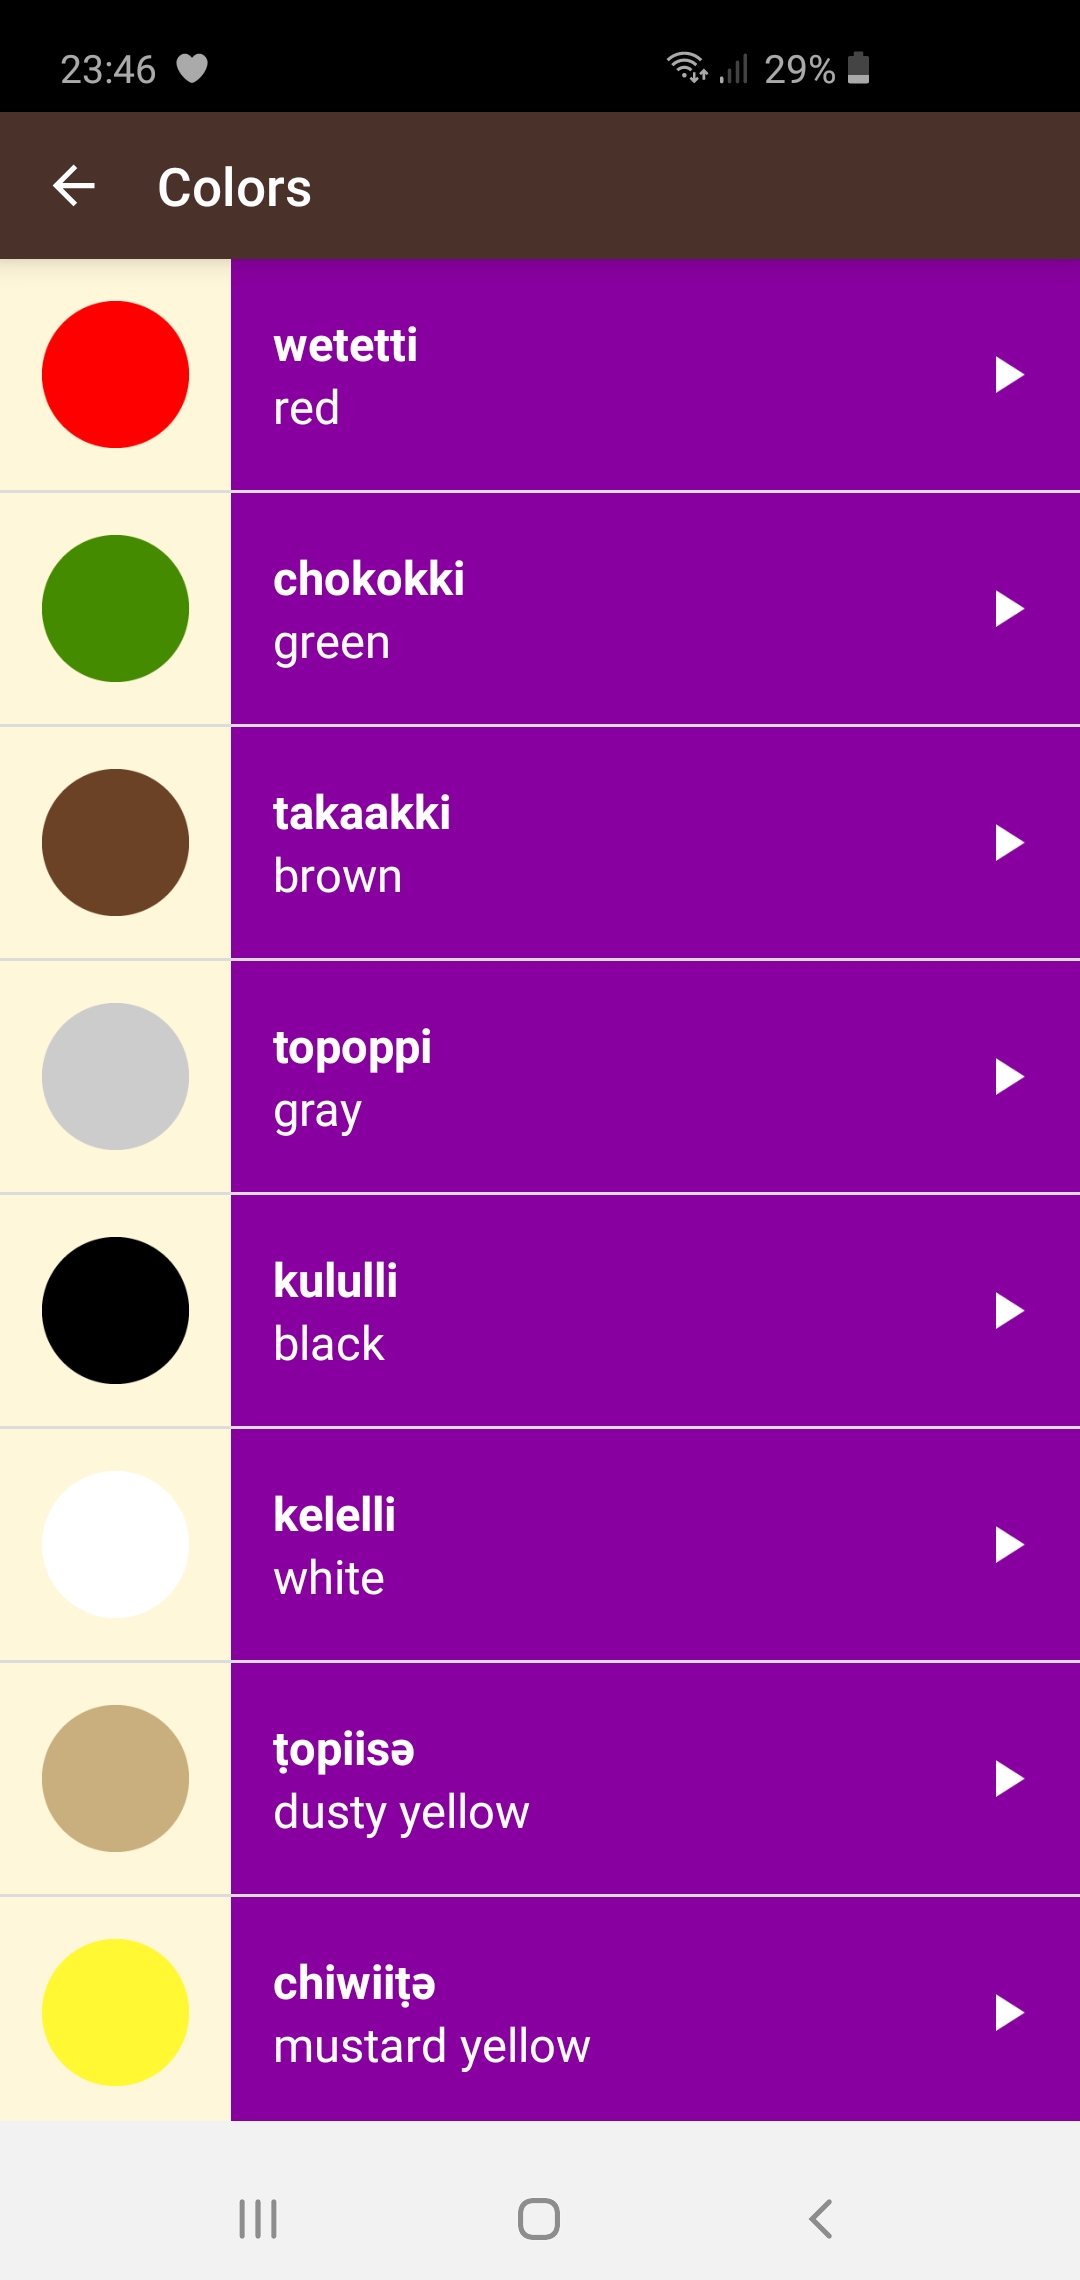 23:46
29%
Colors
wetetti
red
chokokki
green
takaakki
brown
topoppi
gray
kululli
black
kelelli
white
ṭopiisə
dusty yellow
chiwiiṭə
mustard yellow